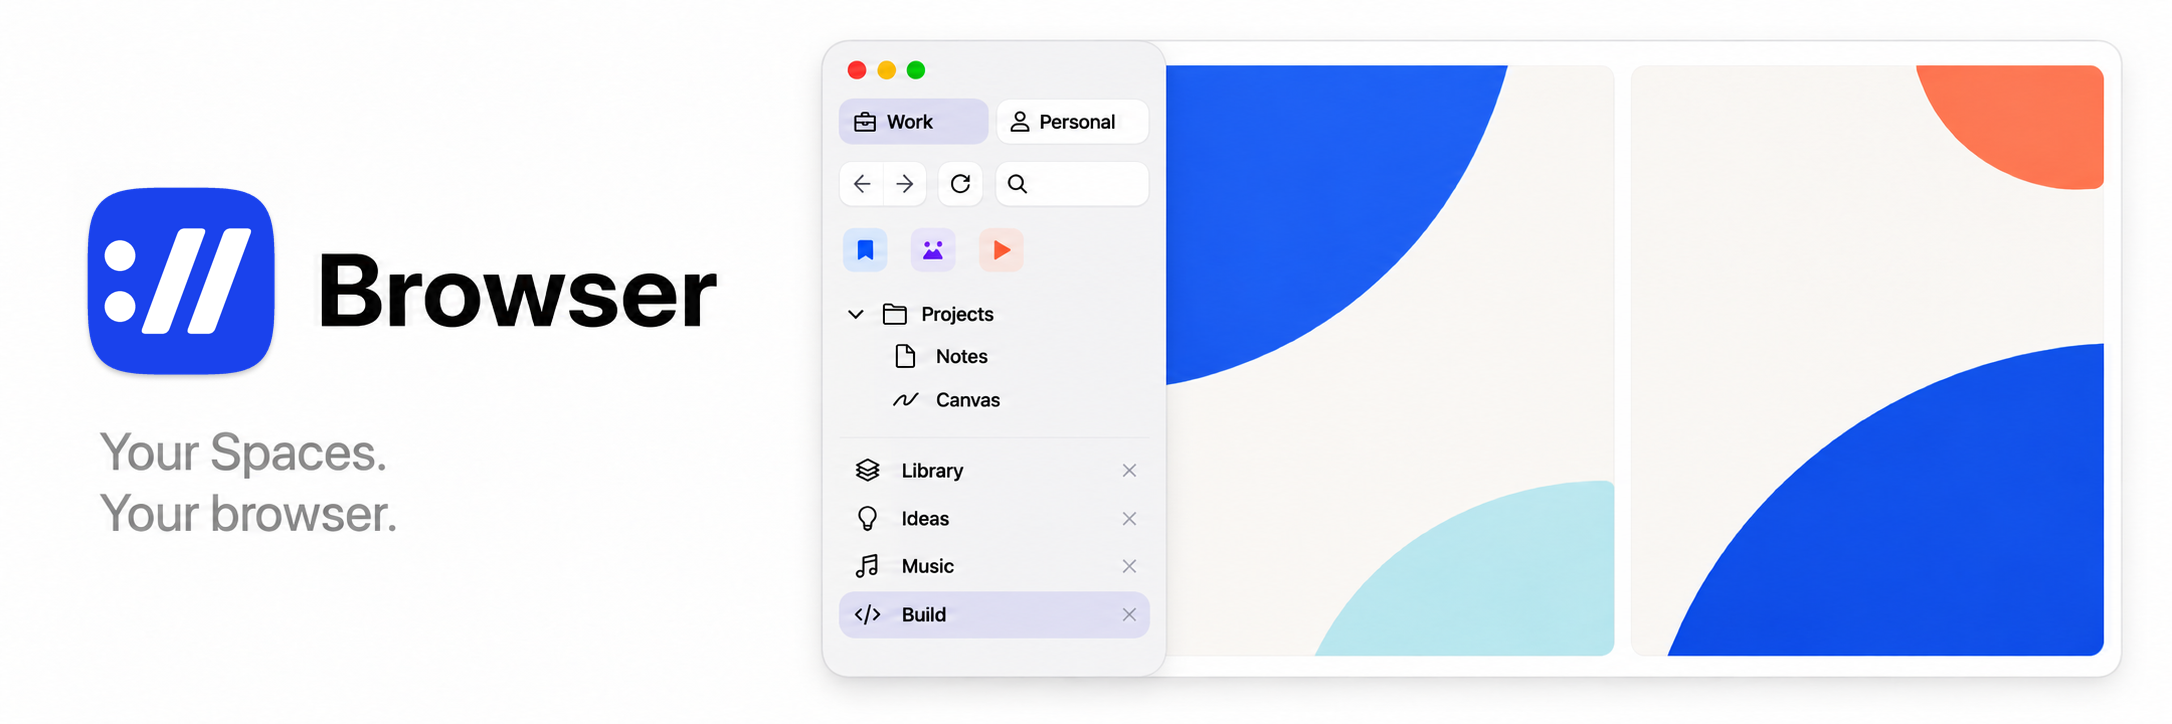 ://
Browser
Your Spaces.
Your browser.
Work
Personal
Projects
Notes
Canvas
Library
Ideas
Music
</> Build